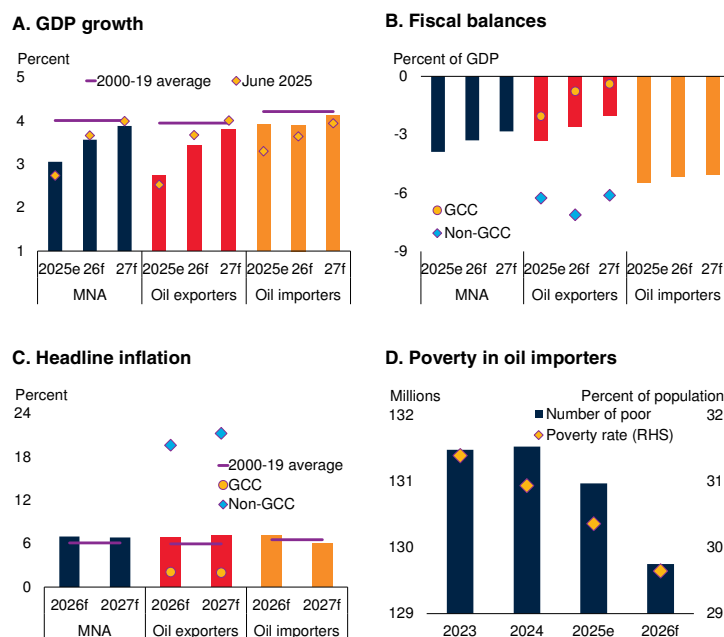 A. GDP growth
Percent
2000-19 average
June 2025
5
4
3
2
1
2025e 26f 27f 2025e 26f 27f 2025e 26f 27f
MNA Oil exporters Oil importers
B. Fiscal balances
Percent of GDP
0
-3
-6
-9
GCC
Non-GCC
2025e 26f 27f 2025e 26f 27f 2025e 26f 27f
MNA Oil exporters Oil importers
C. Headline inflation
Percent
24
18
12
6
0
2000-19 average
GCC
Non-GCC
2026f 2027f 2026f 2027f 2026f 2027f
MNA Oil exporters Oil importers
D. Poverty in oil importers
Millions Percent of population
132 32
131 31
130 30
129 29
Number of poor
Poverty rate (RHS)
2023 2024 2025e 2026f